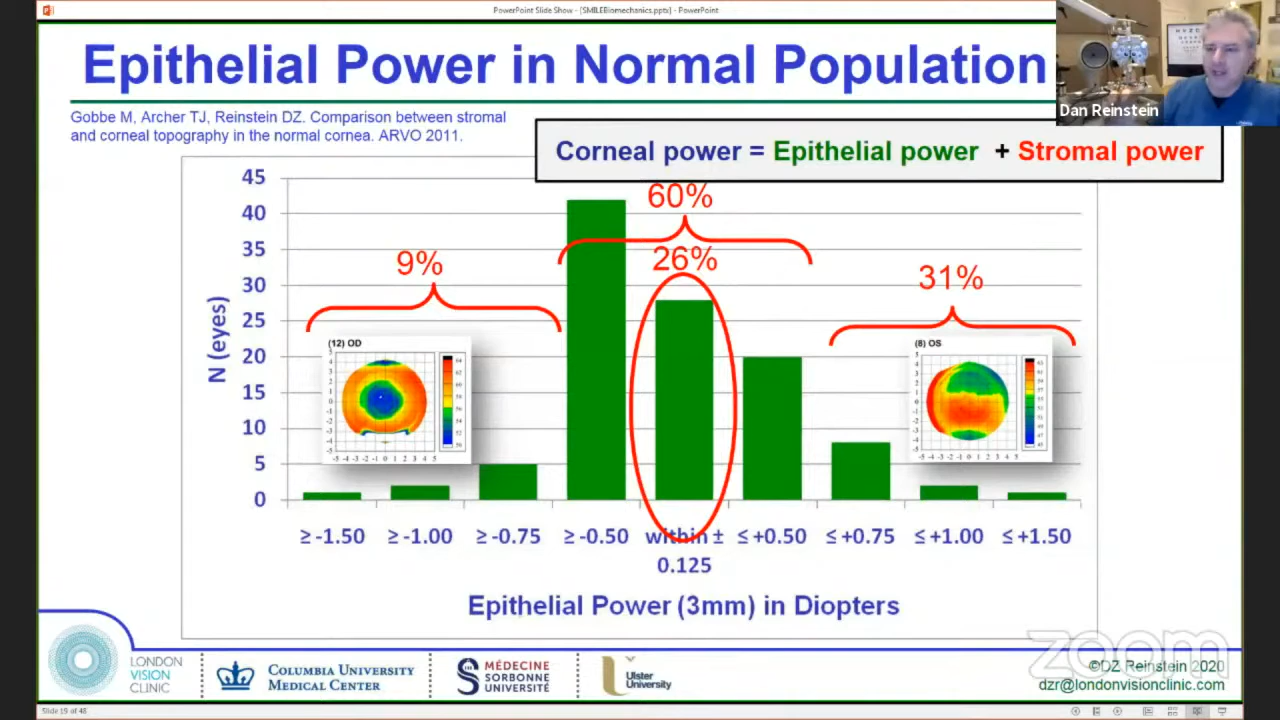 PowerPoint Slide Show - [SMILEBiomechanics.pptx] - PowerPoint
Epithelial Power in Normal Population
Dan Reinstein
Gobbe M, Archer TJ, Reinstein DZ. Comparison between stromal
and corneal topography in the normal cornea. ARVO 2011.
Corneal power = Epithelial power + Stromal power
45
40
35
30
25
20
15
10
5
0
N (eyes)
9%
60%
26%
31%
(12) OD
(8) OS
≥ -1.50 ≥ -1.00 ≥ -0.75 ≥ -0.50 within ± ≤ +0.50 ≤ +0.75 ≤ +1.00 ≤ +1.50
0.125
Epithelial Power (3mm) in Diopters
LONDON
VISION
CLINIC
COLUMBIA UNIVERSITY
MEDICAL CENTER
MÉDECINE
SORBONNE
UNIVERSITÉ
Ulster
University
zoom
©DZ Reinstein 2020
dzr@londonvisionclinic.com
Slide 19 of 48